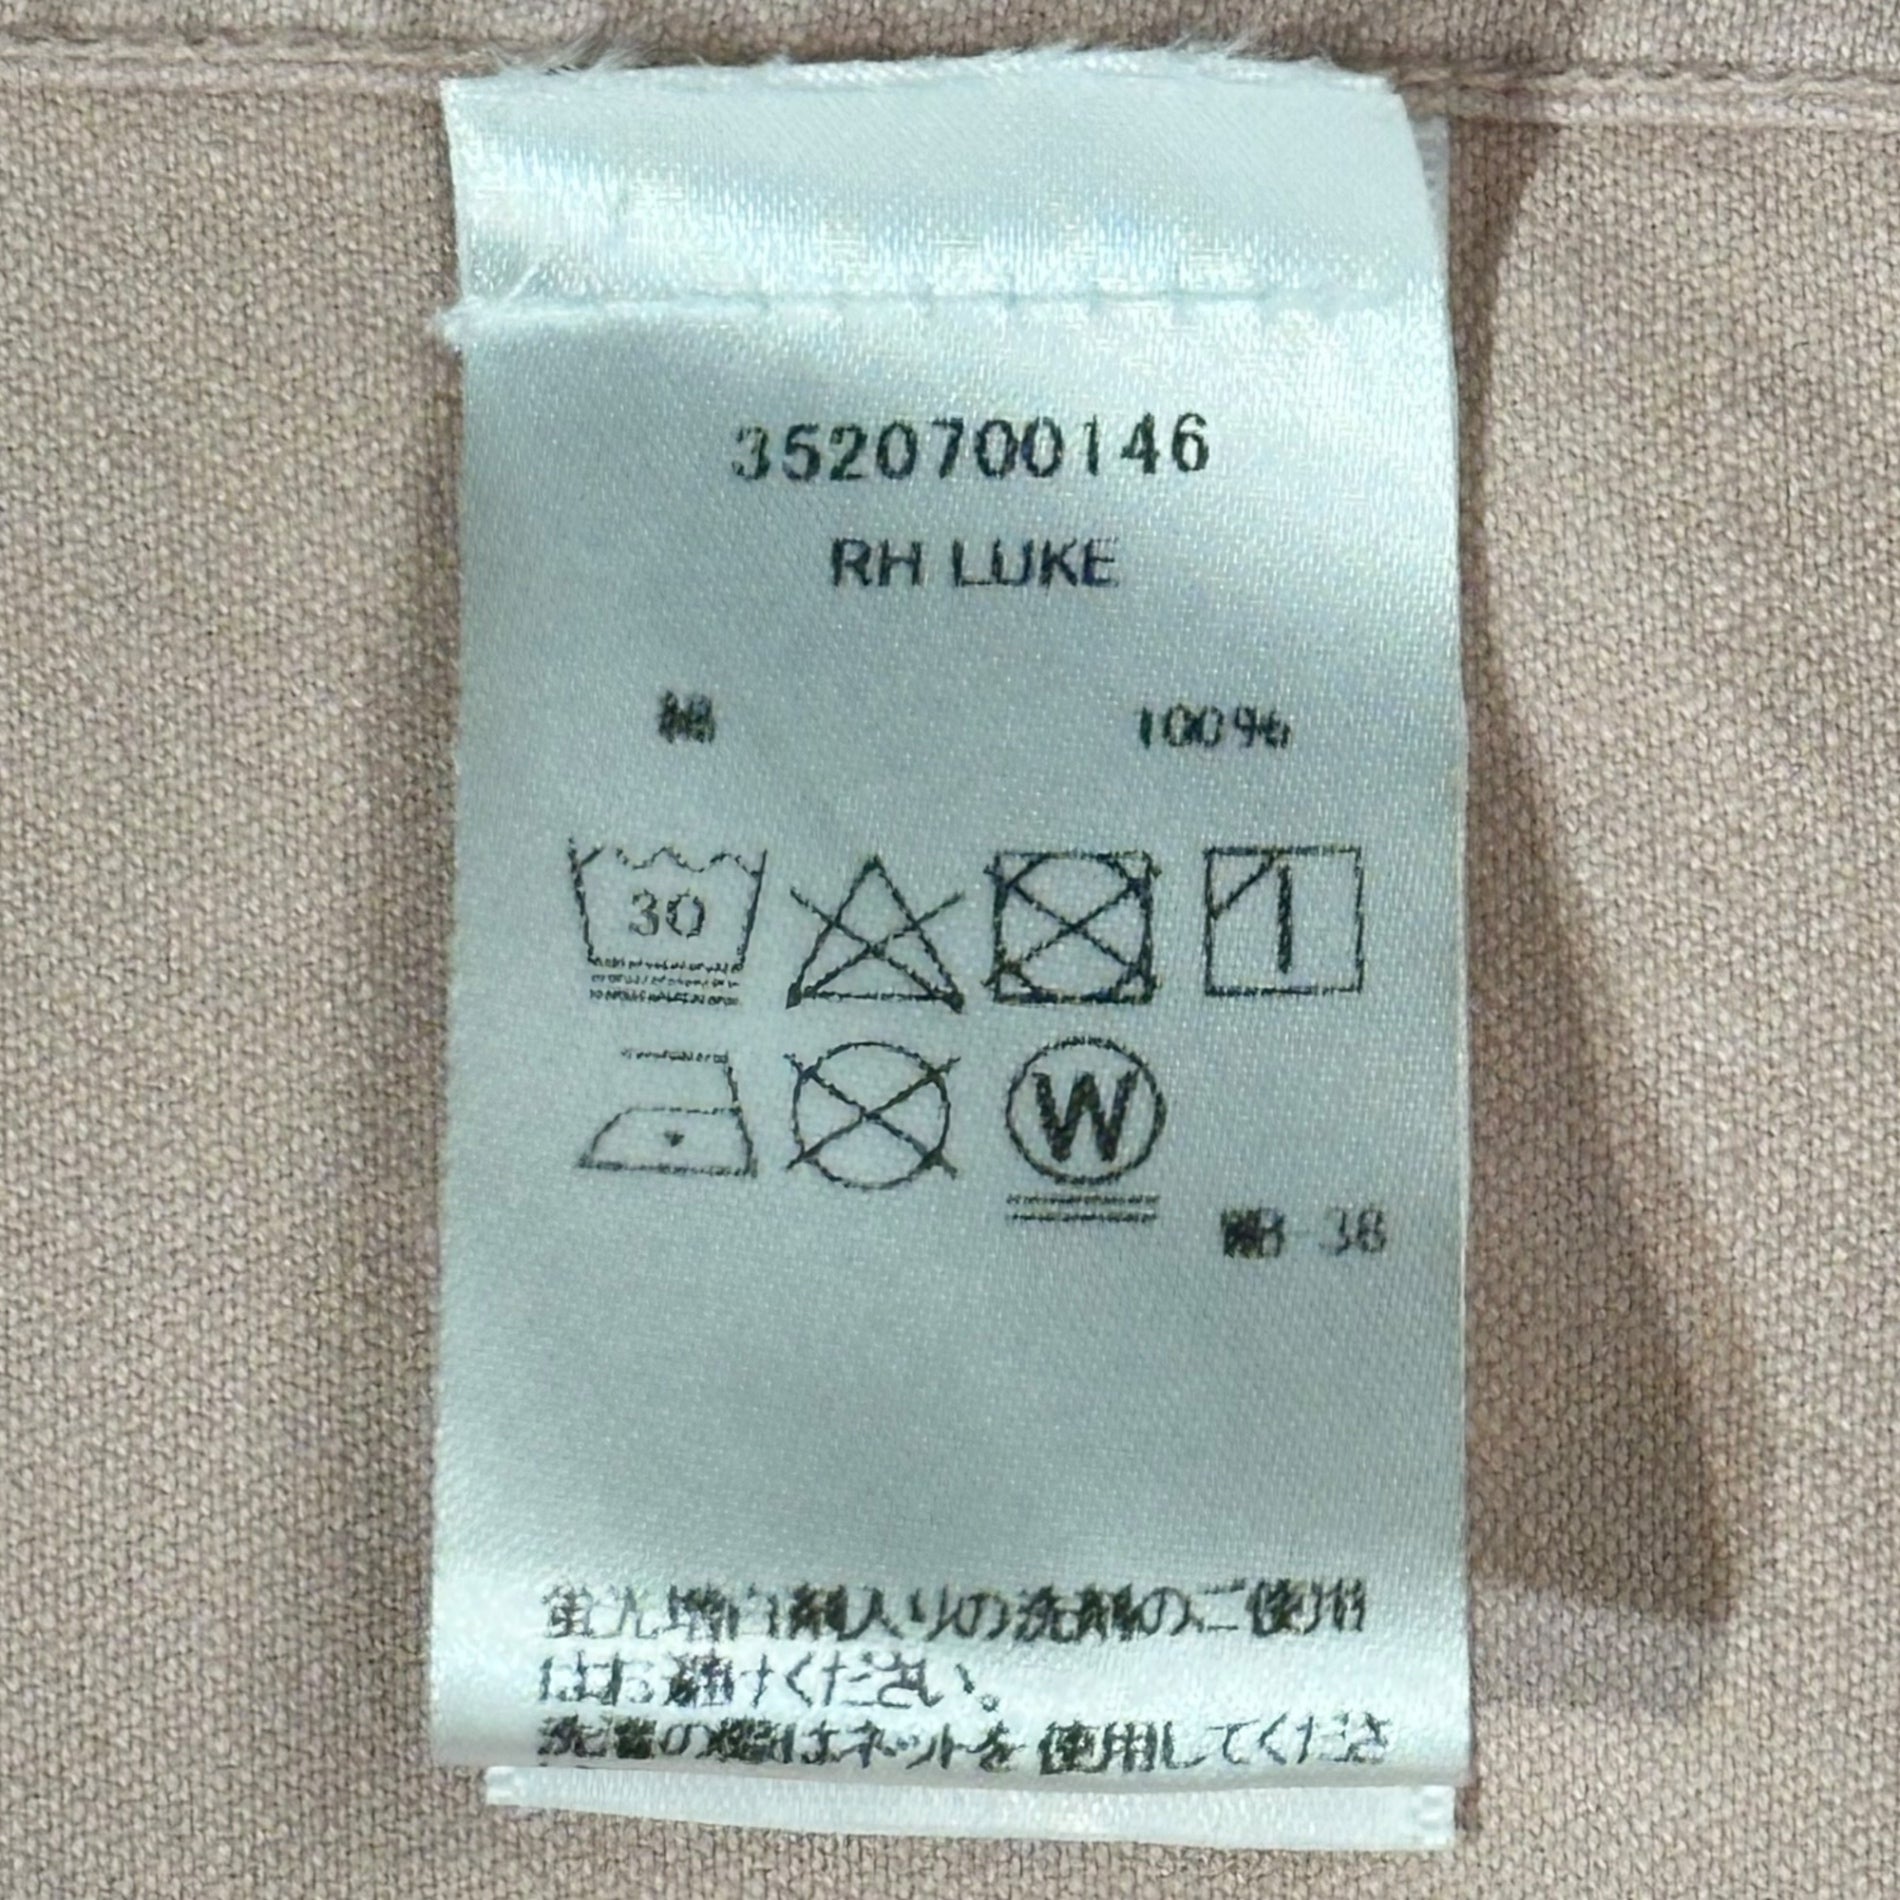 3520700146
RH LUKE
綿 100%
30
W
蛍光増白剤入りの洗剤のご使用
はお避けください。
洗濯の際はネットを使用してくださ